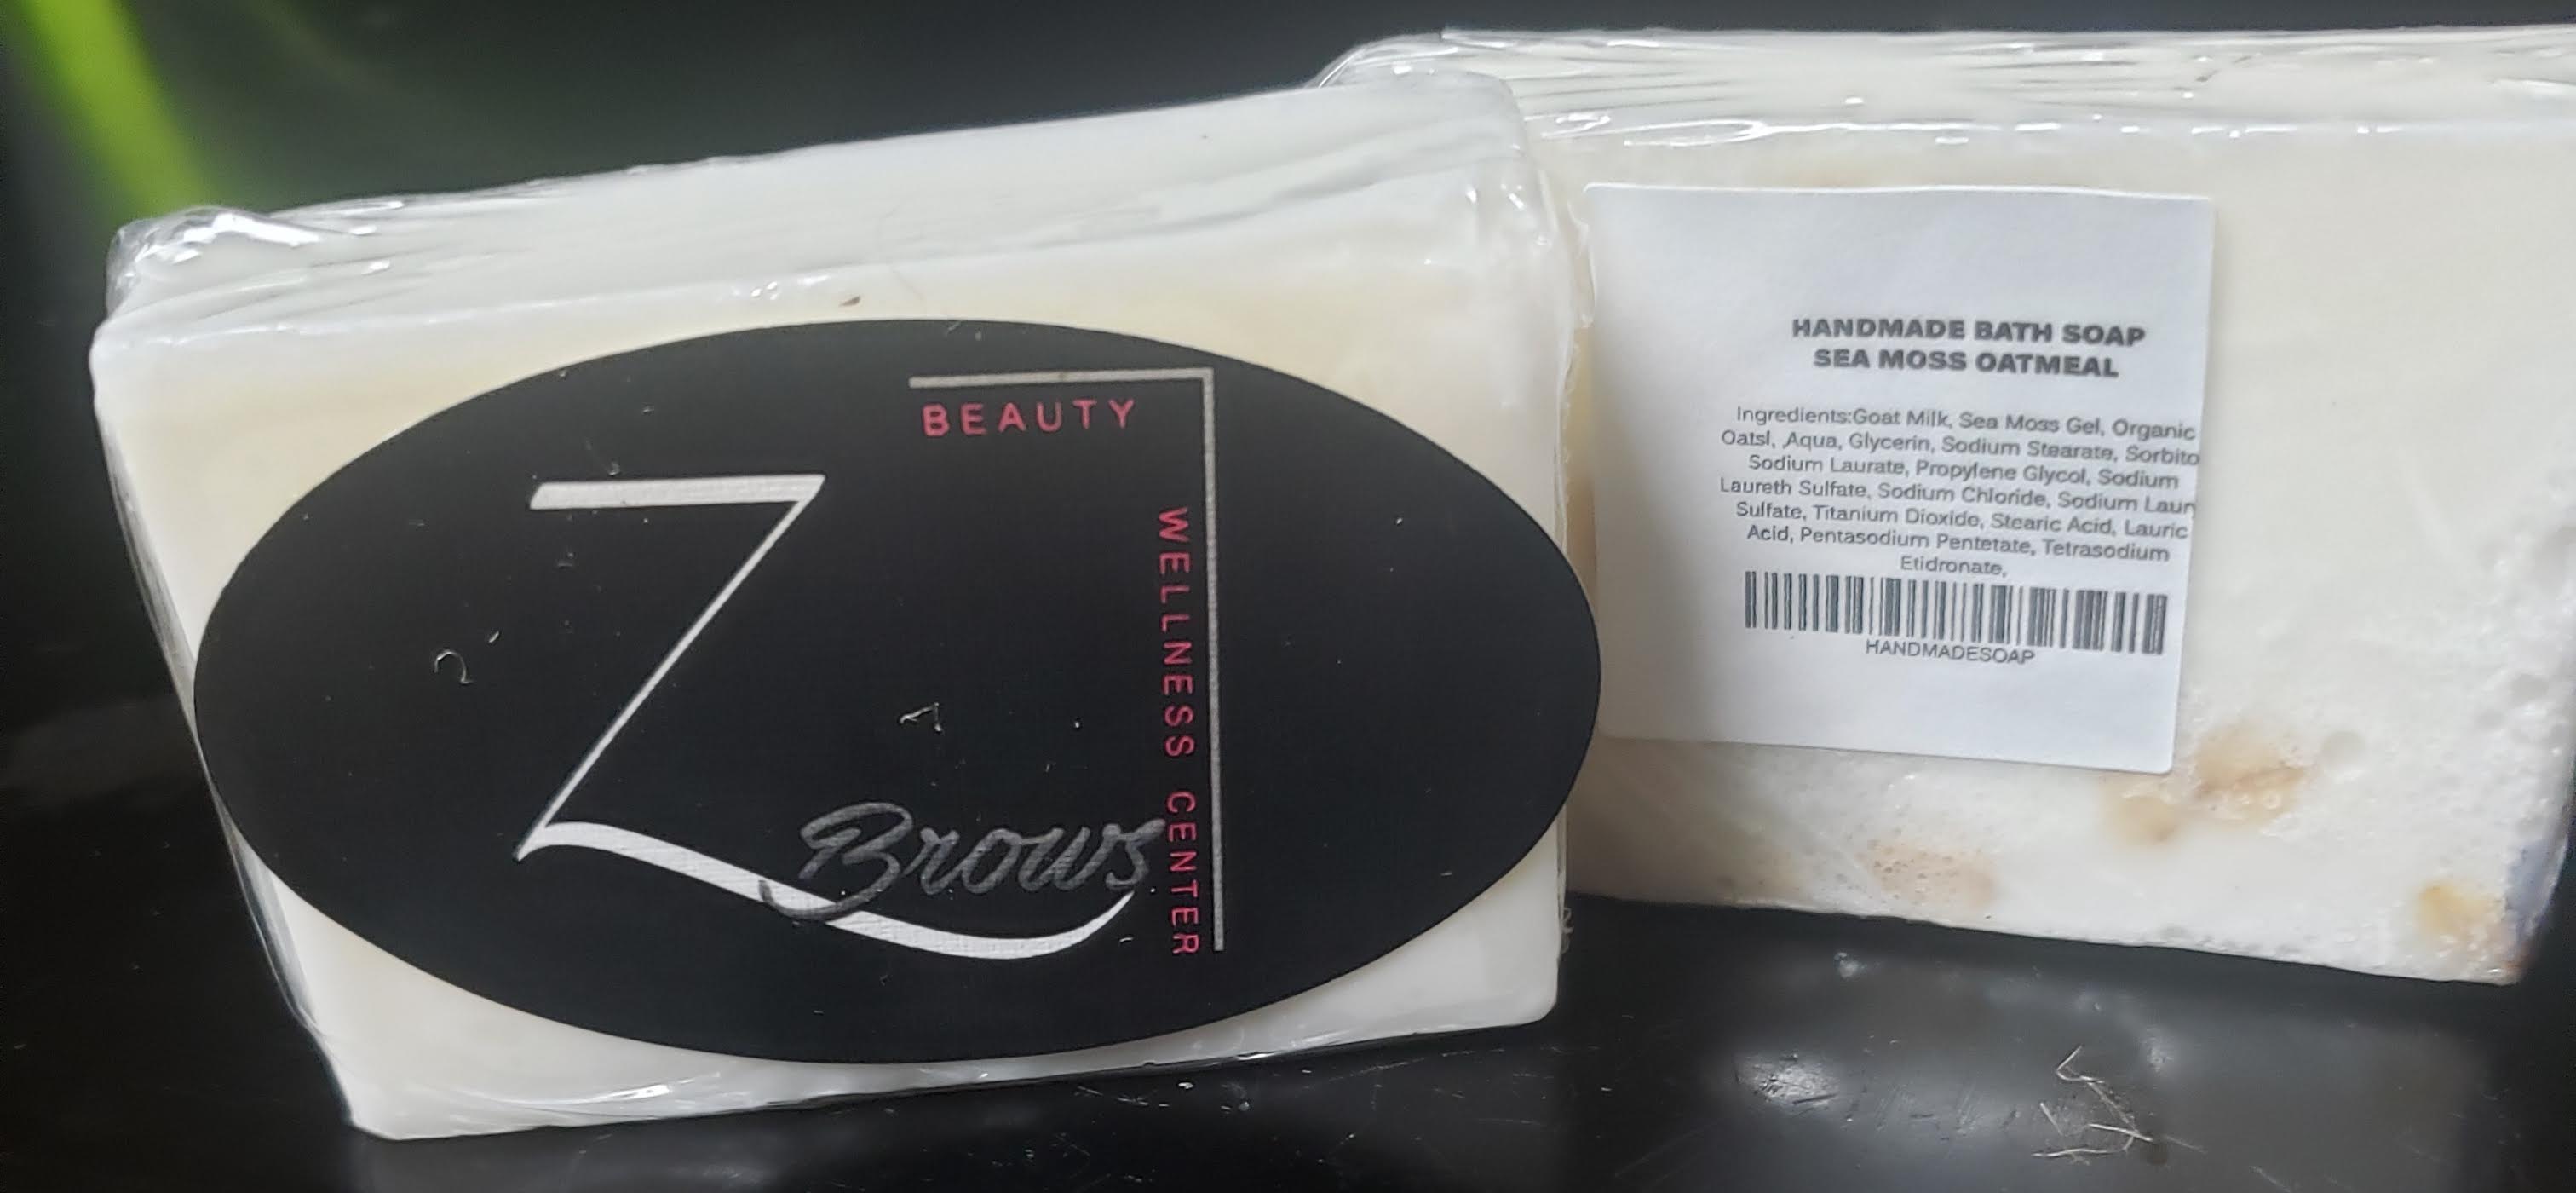 BEAUTY
WELLNESS CENTER
Z
Brows
HANDMADE BATH SOAP
SEA MOSS OATMEAL
Ingredients:Goat Milk, Sea Moss Gel, Organic
Oatsl, Aqua, Glycerin, Sodium Stearate, Sorbito
Sodium Laurate, Propylene Glycol, Sodium
Laureth Sulfate, Sodium Chloride, Sodium Laur
Sulfate, Titanium Dioxide, Stearic Acid, Lauric
Acid, Pentasodium Pentetate, Tetrasodium
Etidronate,
HANDMADESOAP